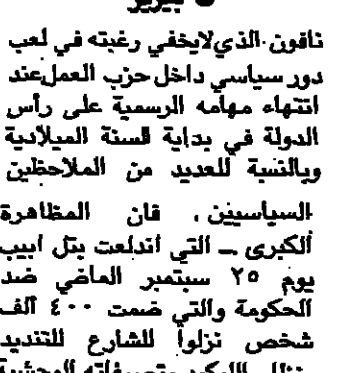 نافون الذي لايخفي رغبته في لعب
دور سياسي داخل حزب العمل عند
انتهاء مهامه الرسمية على رأس
الدولة في بداية السنة الميلادية
وبالنسبة للعديد من الملاحظين
السياسيين، فان المظاهرة
الكبرى ـ التي اندلعت بتل ابيب
يوم ٢٥ سبتمبر الماضي ضد
الحكومة والتي ضمت ٤٠٠ ألف
شخص نزلوا للشارع للتنديد